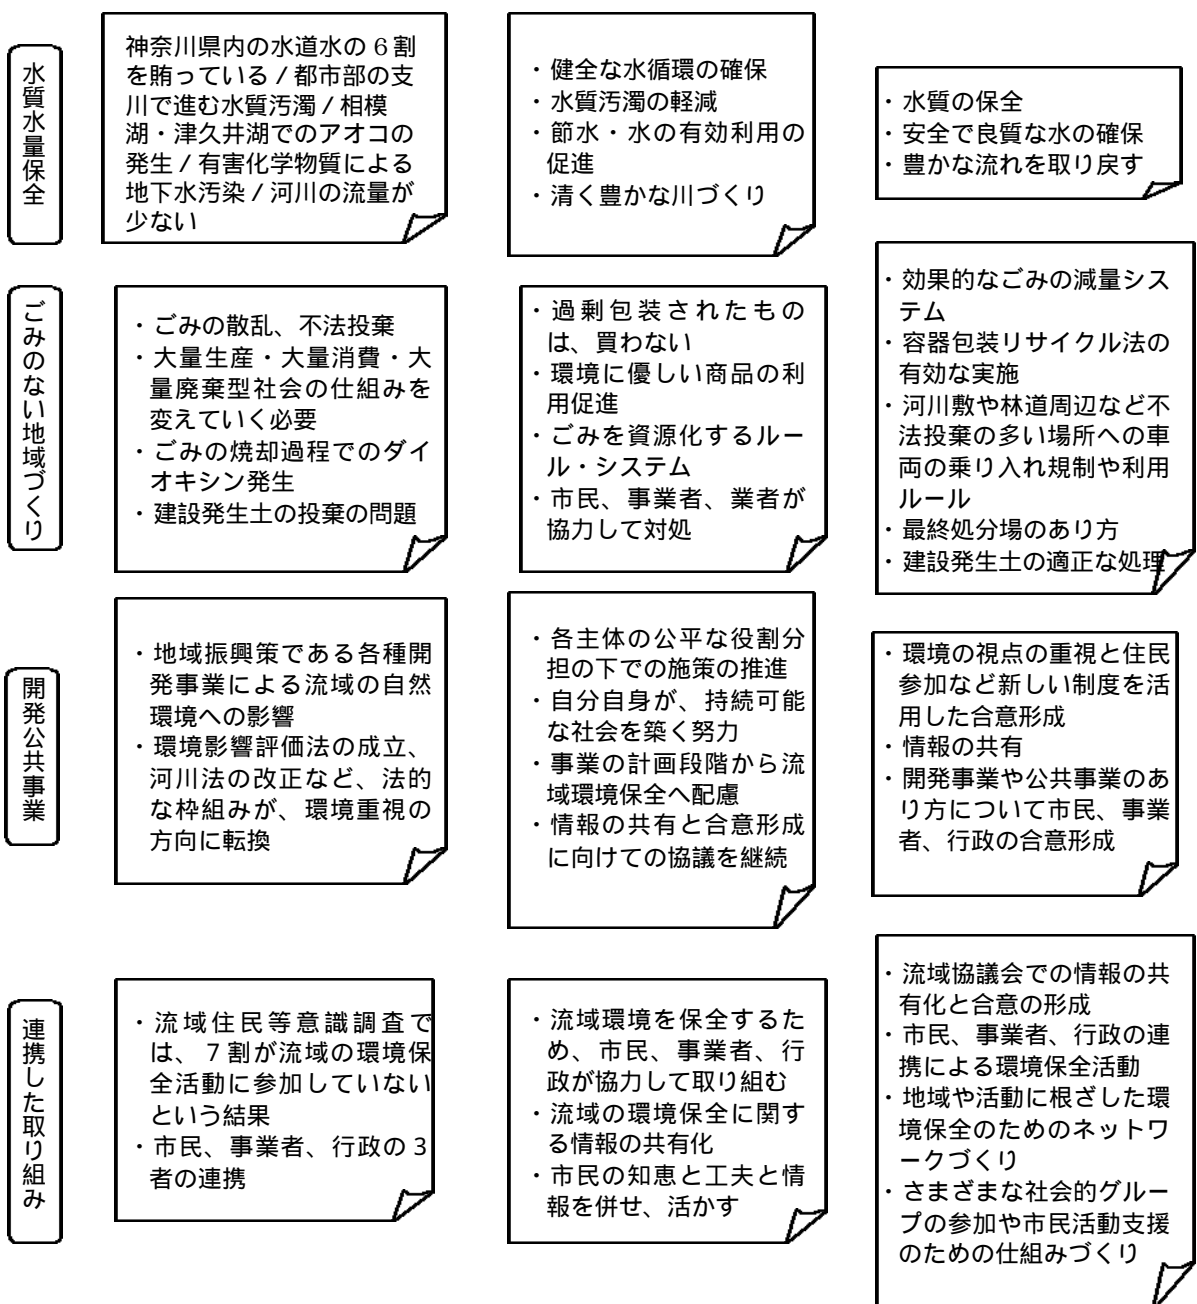 水質水量保全
神奈川県内の水道水の６割
を賄っている / 都市部の支
川で進む水質汚濁 / 相模
湖・津久井湖でのアオコの
発生 / 有害化学物質による
地下水汚染 / 河川の流量が
少ない
・健全な水循環の確保
・水質汚濁の軽減
・節水・水の有効利用の
促進
・清く豊かな川づくり
・水質の保全
・安全で良質な水の確保
・豊かな流れを取り戻す
ごみのない地域づくり
・ごみの散乱、不法投棄
・大量生産・大量消費・大
量廃棄型社会の仕組みを
変えていく必要
・ごみの焼却過程でのダイ
オキシン発生
・建設発生土の投棄の問題
・過剰包装されたもの
は、買わない
・環境に優しい商品の利
用促進
・ごみを資源化するルー
ル・システム
・市民、事業者、業者が
協力して対処
・効果的なごみの減量シス
テム
・容器包装リサイクル法の
有効な実施
・河川敷や林道周辺など不
法投棄の多い場所への車
両の乗り入れ規制や利用
ルール
・最終処分場のあり方
・建設発生土の適正な処理
開発公共事業
・地域振興策である各種開
発事業による流域の自然
環境への影響
・環境影響評価法の成立、
河川法の改正など、法的
な枠組みが、環境重視の
方向に転換
・各主体の公平な役割分
担の下での施策の推進
・自分自身が、持続可能
な社会を築く努力
・事業の計画段階から流
域環境保全へ配慮
・情報の共有と合意形成
に向けての協議を継続
・環境の視点の重視と住民
参加など新しい制度を活
用した合意形成
・情報の共有
・開発事業や公共事業のあ
り方について市民、事業
者、行政の合意形成
連携した取り組み
・流域住民等意識調査で
は、７割が流域の環境保
全活動に参加していない
という結果
・市民、事業者、行政の３
者の連携
・流域環境を保全するた
め、市民、事業者、行
政が協力して取り組む
・流域の環境保全に関す
る情報の共有化
・市民の知恵と工夫と情
報を併せ、活かす
・流域協議会での情報の共
有化と合意の形成
・市民、事業者、行政の連
携による環境保全活動
・地域や活動に根ざした環
境保全のためのネットワ
ークづくり
・さまざまな社会的グルー
プの参加や市民活動支援
のための仕組みづくり